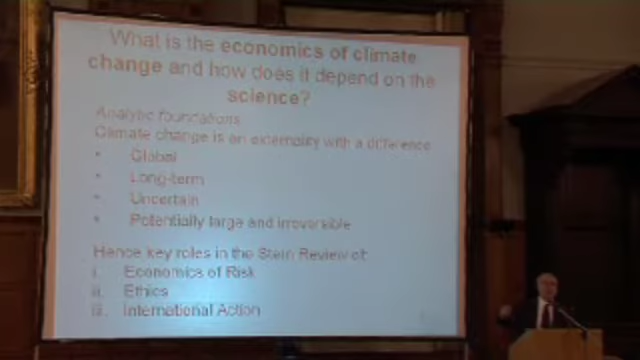 What is the economics of climate
change and how does it depend on the
science?
Analytic foundations
Climate change is an externality with a difference
• Global
• Long-term
• Uncertain
• Potentially large and irreversible
Hence key roles in the Stern Review of:
i. Economics of Risk
ii. Ethics
iii. International Action